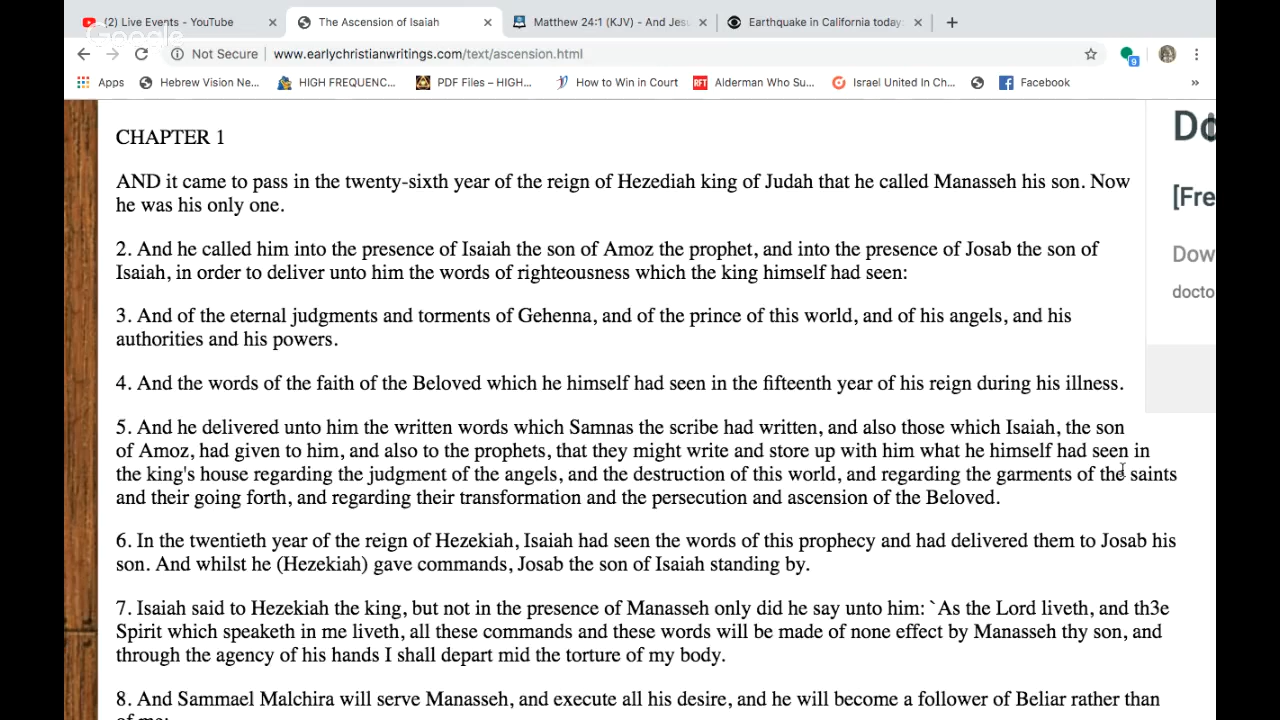 (2) Live Events - YouTube
The Ascension of Isaiah
Matthew 24:1 (KJV) - And Jesu
Earthquake in California today:
Google
Not Secure
www.earlychristianwritings.com/text/ascension.html
9
Apps
Hebrew Vision Ne...
HIGH FREQUENC...
PDF Files – HIGH...
How to Win in Court
RFT
Alderman Who Su...
Israel United In Ch...
Facebook
»
CHAPTER 1
AND it came to pass in the twenty-sixth year of the reign of Hezediah king of Judah that he called Manasseh his son. Now
he was his only one.
2. And he called him into the presence of Isaiah the son of Amoz the prophet, and into the presence of Josab the son of
Isaiah, in order to deliver unto him the words of righteousness which the king himself had seen:
3. And of the eternal judgments and torments of Gehenna, and of the prince of this world, and of his angels, and his
authorities and his powers.
4. And the words of the faith of the Beloved which he himself had seen in the fifteenth year of his reign during his illness.
5. And he delivered unto him the written words which Samnas the scribe had written, and also those which Isaiah, the son
of Amoz, had given to him, and also to the prophets, that they might write and store up with him what he himself had seen in
the king's house regarding the judgment of the angels, and the destruction of this world, and regarding the garments of the saints
and their going forth, and regarding their transformation and the persecution and ascension of the Beloved.
6. In the twentieth year of the reign of Hezekiah, Isaiah had seen the words of this prophecy and had delivered them to Josab his
son. And whilst he (Hezekiah) gave commands, Josab the son of Isaiah standing by.
7. Isaiah said to Hezekiah the king, but not in the presence of Manasseh only did he say unto him: `As the Lord liveth, and th3e
Spirit which speaketh in me liveth, all these commands and these words will be made of none effect by Manasseh thy son, and
through the agency of his hands I shall depart mid the torture of my body.
8. And Sammael Malchira will serve Manasseh, and execute all his desire, and he will become a follower of Beliar rather than
of me:
[Fre
Dow
docto